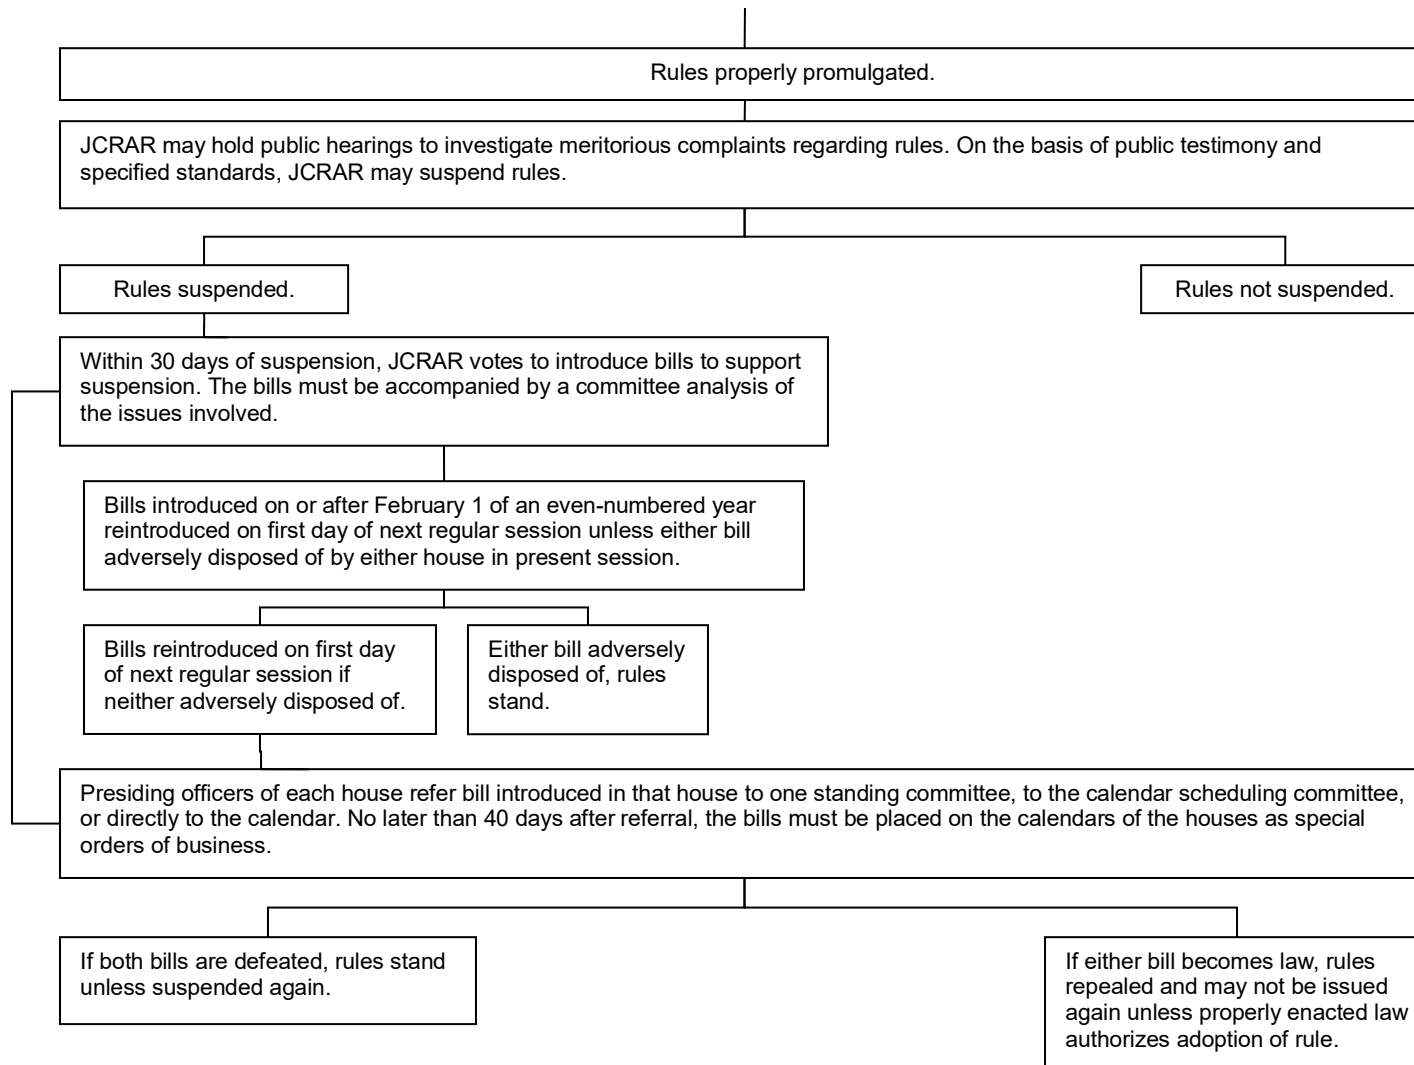 Rules properly promulgated.
JCRAR may hold public hearings to investigate meritorious complaints regarding rules. On the basis of public testimony and
specified standards, JCRAR may suspend rules.
Rules suspended.
Rules not suspended.
Within 30 days of suspension, JCRAR votes to introduce bills to support
suspension. The bills must be accompanied by a committee analysis of
the issues involved.
Bills introduced on or after February 1 of an even-numbered year
reintroduced on first day of next regular session unless either bill
adversely disposed of by either house in present session.
Bills reintroduced on first day
of next regular session if
neither adversely disposed of.
Either bill adversely
disposed of, rules
stand.
Presiding officers of each house refer bill introduced in that house to one standing committee, to the calendar scheduling committee,
or directly to the calendar. No later than 40 days after referral, the bills must be placed on the calendars of the houses as special
orders of business.
If both bills are defeated, rules stand
unless suspended again.
If either bill becomes law, rules
repealed and may not be issued
again unless properly enacted law
authorizes adoption of rule.